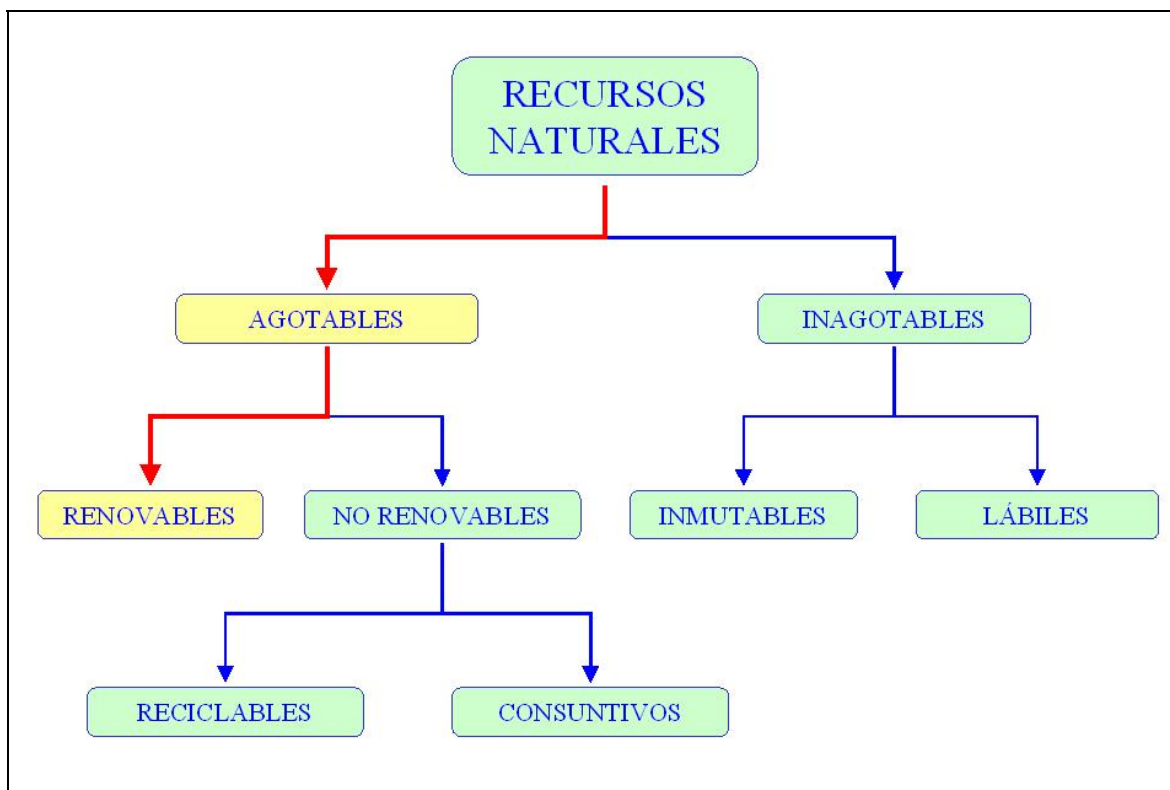 RECURSOS
NATURALES
AGOTABLES
INAGOTABLES
RENOVABLES
NO RENOVABLES
INMUTABLES
LÁBILES
RECICLABLES
CONSUNTIVOS